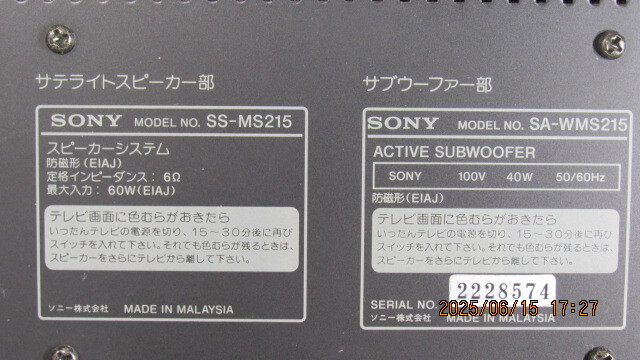 サテライトスピーカー部
SONY MODEL NO. SS-MS215
スピーカーシステム
防磁形(EIAJ)
定格インピーダンス：6Ω
最大入力：60W(EIAJ)
テレビ画面に色むらがおきたら
いったんテレビの電源を切り、15～30分後に再び
スイッチを入れて下さい。それでも色むらが残るときは、
スピーカーをさらにテレビから離して下さい。
ソニー株式会社 MADE IN MALAYSIA
サブウーファー部
SONY MODEL NO. SA-WMS215
ACTIVE SUBWOOFER
SONY 100V 40W 50/60Hz
防磁形(EIAJ)
テレビ画面に色むらがおきたら
いったんテレビの電源を切り、15～30分後に再び
スイッチを入れて下さい。それでも色むらが残るときは、
スピーカーをさらにテレビから離して下さい。
SERIAL NO. 2228574
ソニー株式会社 MADE IN MALAYSIA
2025/06/15 17:27